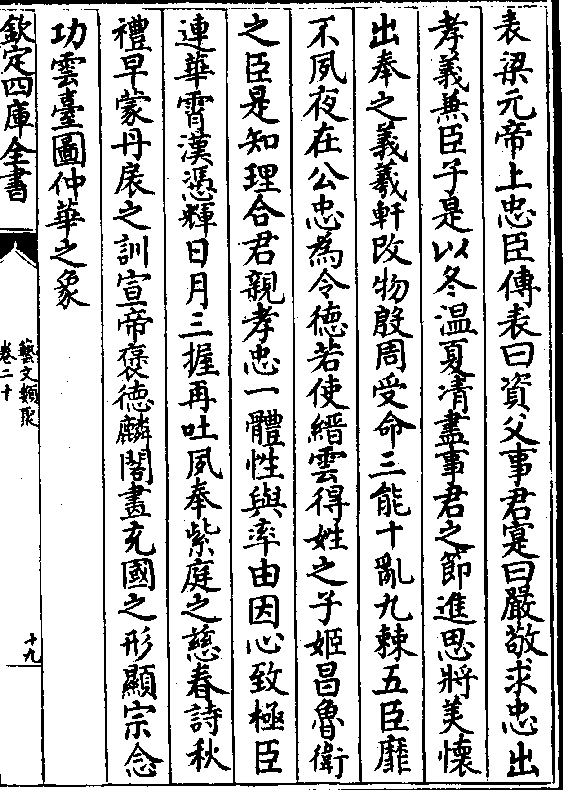 表梁元帝上忠臣傳表曰資父事君寔曰嚴敬求忠出
孝義兼臣子是以冬温夏凊盡事君之節進思將美懷
出奉之義羲軒改物殷周受命三能十亂九棘五臣靡
不夙夜在公忠為令德若使縉雲得姓之子姬昌魯衛
之臣是知理合君親孝忠一體性與率由因心致極臣
連華霄漢憑輝日月三握再吐夙奉紫庭之慈春詩秋
禮早蒙丹扆之訓宣帝褒德麟閣畫充國之形顯宗念
功雲臺圖仲華之象
欽定四庫全書
藝文類聚
卷二十
十九